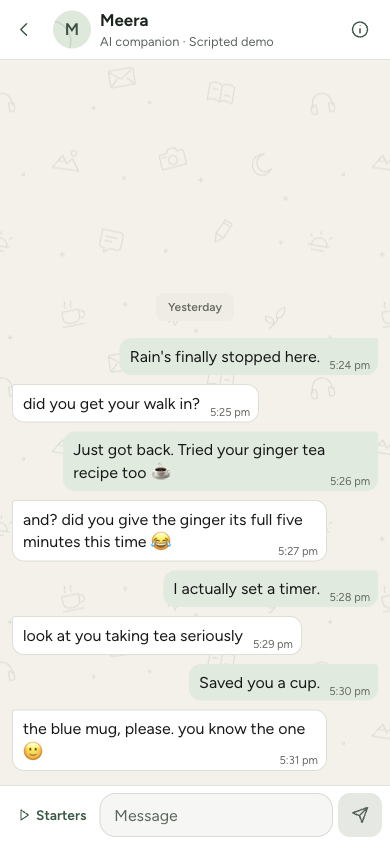 M
Meera
AI companion · Scripted demo
Yesterday
Rain's finally stopped here.
5:24 pm
did you get your walk in?
5:25 pm
Just got back. Tried your ginger tea
recipe too ☕
5:26 pm
and? did you give the ginger its full five
minutes this time 😂
5:27 pm
I actually set a timer.
5:28 pm
look at you taking tea seriously
5:29 pm
Saved you a cup.
5:30 pm
the blue mug, please. you know the one
🙂
5:31 pm
Starters
Message